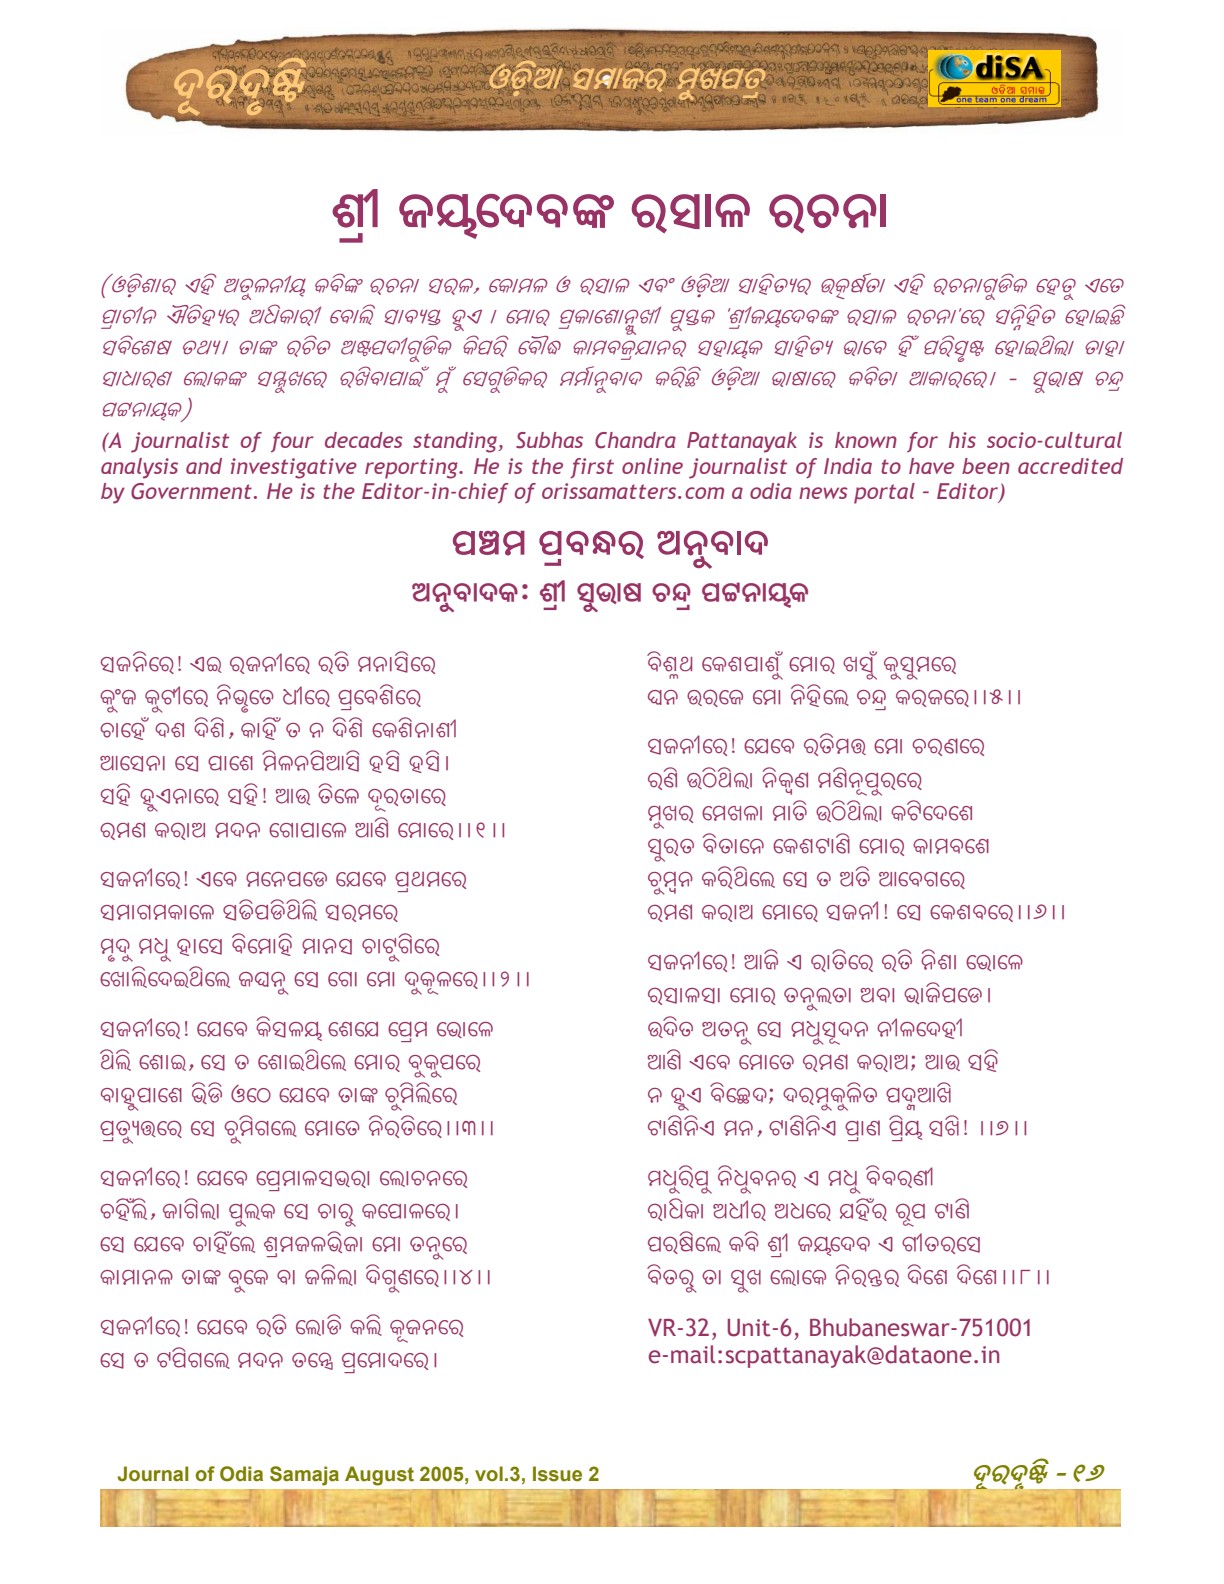 ଦୂରଦୃଷ୍ଟି
ଓଡ଼ିଆ ସମାଜର ମୁଖପତ୍ର
OdiSA
ଓଡ଼ିଆ ସମାଜ
one team one dream
ଶ୍ରୀ ଜୟଦେବଙ୍କ ରସାଳ ରଚନା
(ଓଡ଼ିଶାର ଏହି ଅତୁଳନୀୟ କବିଙ୍କ ରଚନା ସରଳ, କୋମଳ ଓ ରସାଳ ଏବଂ ଓଡ଼ିଆ ସାହିତ୍ୟର ଉତ୍କର୍ଷତା ଏହି ରଚନାଗୁଡିକ ହେତୁ ଏତେ
ପ୍ରାଚୀନ ଐତିହ୍ୟର ଅଧିକାରୀ ବୋଲି ସାବ୍ୟସ୍ତ ହୁଏ । ମୋର ପ୍ରକାଶୋନ୍ମୁଖୀ ପୁସ୍ତକ 'ଶ୍ରୀଜୟଦେବଙ୍କ ରସାଳ ରଚନା'ରେ ସନ୍ନିହିତ ହୋଇଛି
ସବିଶେଷ ତଥ୍ୟ। ତାଙ୍କ ରଚିତ ଅଷ୍ଟପଦୀଗୁଡିକ କିପରି ବୌଦ୍ଧ କାମବଜ୍ରଯାନର ସହାୟକ ସାହିତ୍ୟ ଭାବେ ହିଁ ପରିସୃଷ୍ଟ ହୋଇଥିଲା ତାହା
ସାଧାରଣ ଲୋକଙ୍କ ସମ୍ମୁଖରେ ରଖିବାପାଇଁ ମୁଁ ସେଗୁଡିକର ମର୍ମାନୁବାଦ କରିଛି ଓଡ଼ିଆ ଭାଷାରେ କବିତା ଆକାରରେ। - ସୁଭାଷ ଚନ୍ଦ୍ର
ପଟ୍ଟନାୟକ)
(A journalist of four decades standing, Subhas Chandra Pattanayak is known for his socio-cultural
analysis and investigative reporting. He is the first online journalist of India to have been accredited
by Government. He is the Editor-in-chief of orissamatters.com a odia news portal – Editor)
ପଞ୍ଚମ ପ୍ରବନ୍ଧର ଅନୁବାଦ
ଅନୁବାଦକ: ଶ୍ରୀ ସୁଭାଷ ଚନ୍ଦ୍ର ପଟ୍ଟନାୟକ
ସଜନିରେ! ଏଇ ରଜନୀରେ ରତି ମନାସିରେ
କୁଂଜ କୁଟୀରେ ନିଭୃତେ ଧୀରେ ପ୍ରବେଶିରେ
ଚାହେଁ ଦଶ ଦିଶି, କାହିଁ ତ ନ ଦିଶି କେଶିନାଶୀ
ଆସେନା ସେ ପାଶେ ମିଳନପିଆସି ହସି ହସି।
ସହି ହୁଏନାରେ ସହି! ଆଉ ତିଳେ ଦୂରତାରେ
ରମଣ କରାଅ ମଦନ ଗୋପାଳେ ଆଣି ମୋରେ।।୧।।
ସଜନୀରେ! ଏବେ ମନେପଡେ ଯେବେ ପ୍ରଥମରେ
ସମାଗମକାଳେ ସଢିପଡିଥିଲି ସରମରେ
ମୃଦୁ ମଧୁ ହାସେ ବିମୋହି ମାନସ ଚାଟୁଗିରେ
ଖୋଲିଦେଇଥିଲେ ଜଘନୁ ସେ ଗୋ ମୋ ଦୁକୂଳରେ।।୨।।
ସଜନୀରେ! ଯେବେ କିସଳୟ ଶେଯେ ପ୍ରେମ ଭୋଳେ
ଥିଲି ଶୋଇ, ସେ ତ ଶୋଇଥିଲେ ମୋର ବୁକୁପରେ
ବାହୁପାଶେ ଭିଡି ଓଠେ ଯେବେ ତାଙ୍କ ଚୁମିଲିରେ
ପ୍ରତ୍ୟୁତ୍ତରେ ସେ ଚୁମିଗଲେ ମୋତେ ନିରତିରେ।।୩।।
ସଜନୀରେ! ଯେବେ ପ୍ରେମାଳସଭରା ଲୋଚନରେ
ଚହିଁଲି, ଜାଗିଲା ପୁଲକ ସେ ଚାରୁ କପୋଳରେ।
ସେ ଯେବେ ଚାହିଁଲେ ଶ୍ରମଜଳଭିଜା ମୋ ତନୁରେ
କାମାନଳ ତାଙ୍କ ବୁକେ ବା ଜଳିଲା ଦିଗୁଣରେ।।୪।।
ସଜନୀରେ! ଯେବେ ରତି ଲୋଡି କଲି କୂଜନରେ
ସେ ତ ଟପିଗଲେ ମଦନ ତନ୍ତ୍ରେ ପ୍ରମୋଦରେ।
ବିଶ୍ଳଥ କେଶପାଶୁଁ ମୋର ଖସୁଁ କୁସୁମରେ
ଘନ ଉରଜେ ମୋ ନିହିଲେ ଚନ୍ଦ୍ର କରଜରେ।।୫।।
ସଜନୀରେ! ଯେବେ ରତିମତ୍ତ ମୋ ଚରଣରେ
ରଣି ଉଠିଥିଲା ନିକ୍ୱଣ ମଣିନୂପୁରରେ
ମୁଖର ମେଖଳା ମାତି ଉଠିଥିଲା କଟିଦେଶେ
ସୁରତ ବିତାନେ କେଶଟାଣି ମୋର କାମବଶେ
ଚୁମ୍ବନ କରିଥିଲେ ସେ ତ ଅତି ଆବେଗରେ
ରମଣ କରାଅ ମୋରେ ସଜନୀ! ସେ କେଶବରେ।।୬।।
ସଜନୀରେ! ଆଜି ଏ ରାତିରେ ରତି ନିଶା ଭୋଳେ
ରସାଳସା ମୋର ତନୁଲତା ଅବା ଭାଜିପଡେ।
ଉଦିତ ଅତନୁ ସେ ମଧୁସୂଦନ ନୀଳଦେହୀ
ଆଣି ଏବେ ମୋତେ ରମଣ କରାଅ; ଆଉ ସହି
ନ ହୁଏ ବିଚ୍ଛେଦ; ଦରମୁକୁଳିତ ପଦ୍ମଆଖି
ଟାଣିନିଏ ମନ, ଟାଣିନିଏ ପ୍ରାଣ ପ୍ରିୟ ସଖି! ।।୭।।
ମଧୁରିପୁ ନିଧୁବନର ଏ ମଧୁ ବିବରଣୀ
ରାଧିକା ଅଧୀର ଅଧରେ ଯହିଁର ରୂପ ଟାଣି
ପରଷିଲେ କବି ଶ୍ରୀ ଜୟଦେବ ଏ ଗୀତରସେ
ବିତରୁ ତା ସୁଖ ଲୋକେ ନିରନ୍ତର ଦିଶେ ଦିଶେ।।୮।।
VR-32, Unit-6, Bhubaneswar-751001
e-mail:scpattanayak@dataone.in
Journal of Odia Samaja August 2005, vol.3, Issue 2
ଦୂରଦୃଷ୍ଟି - ୧୬